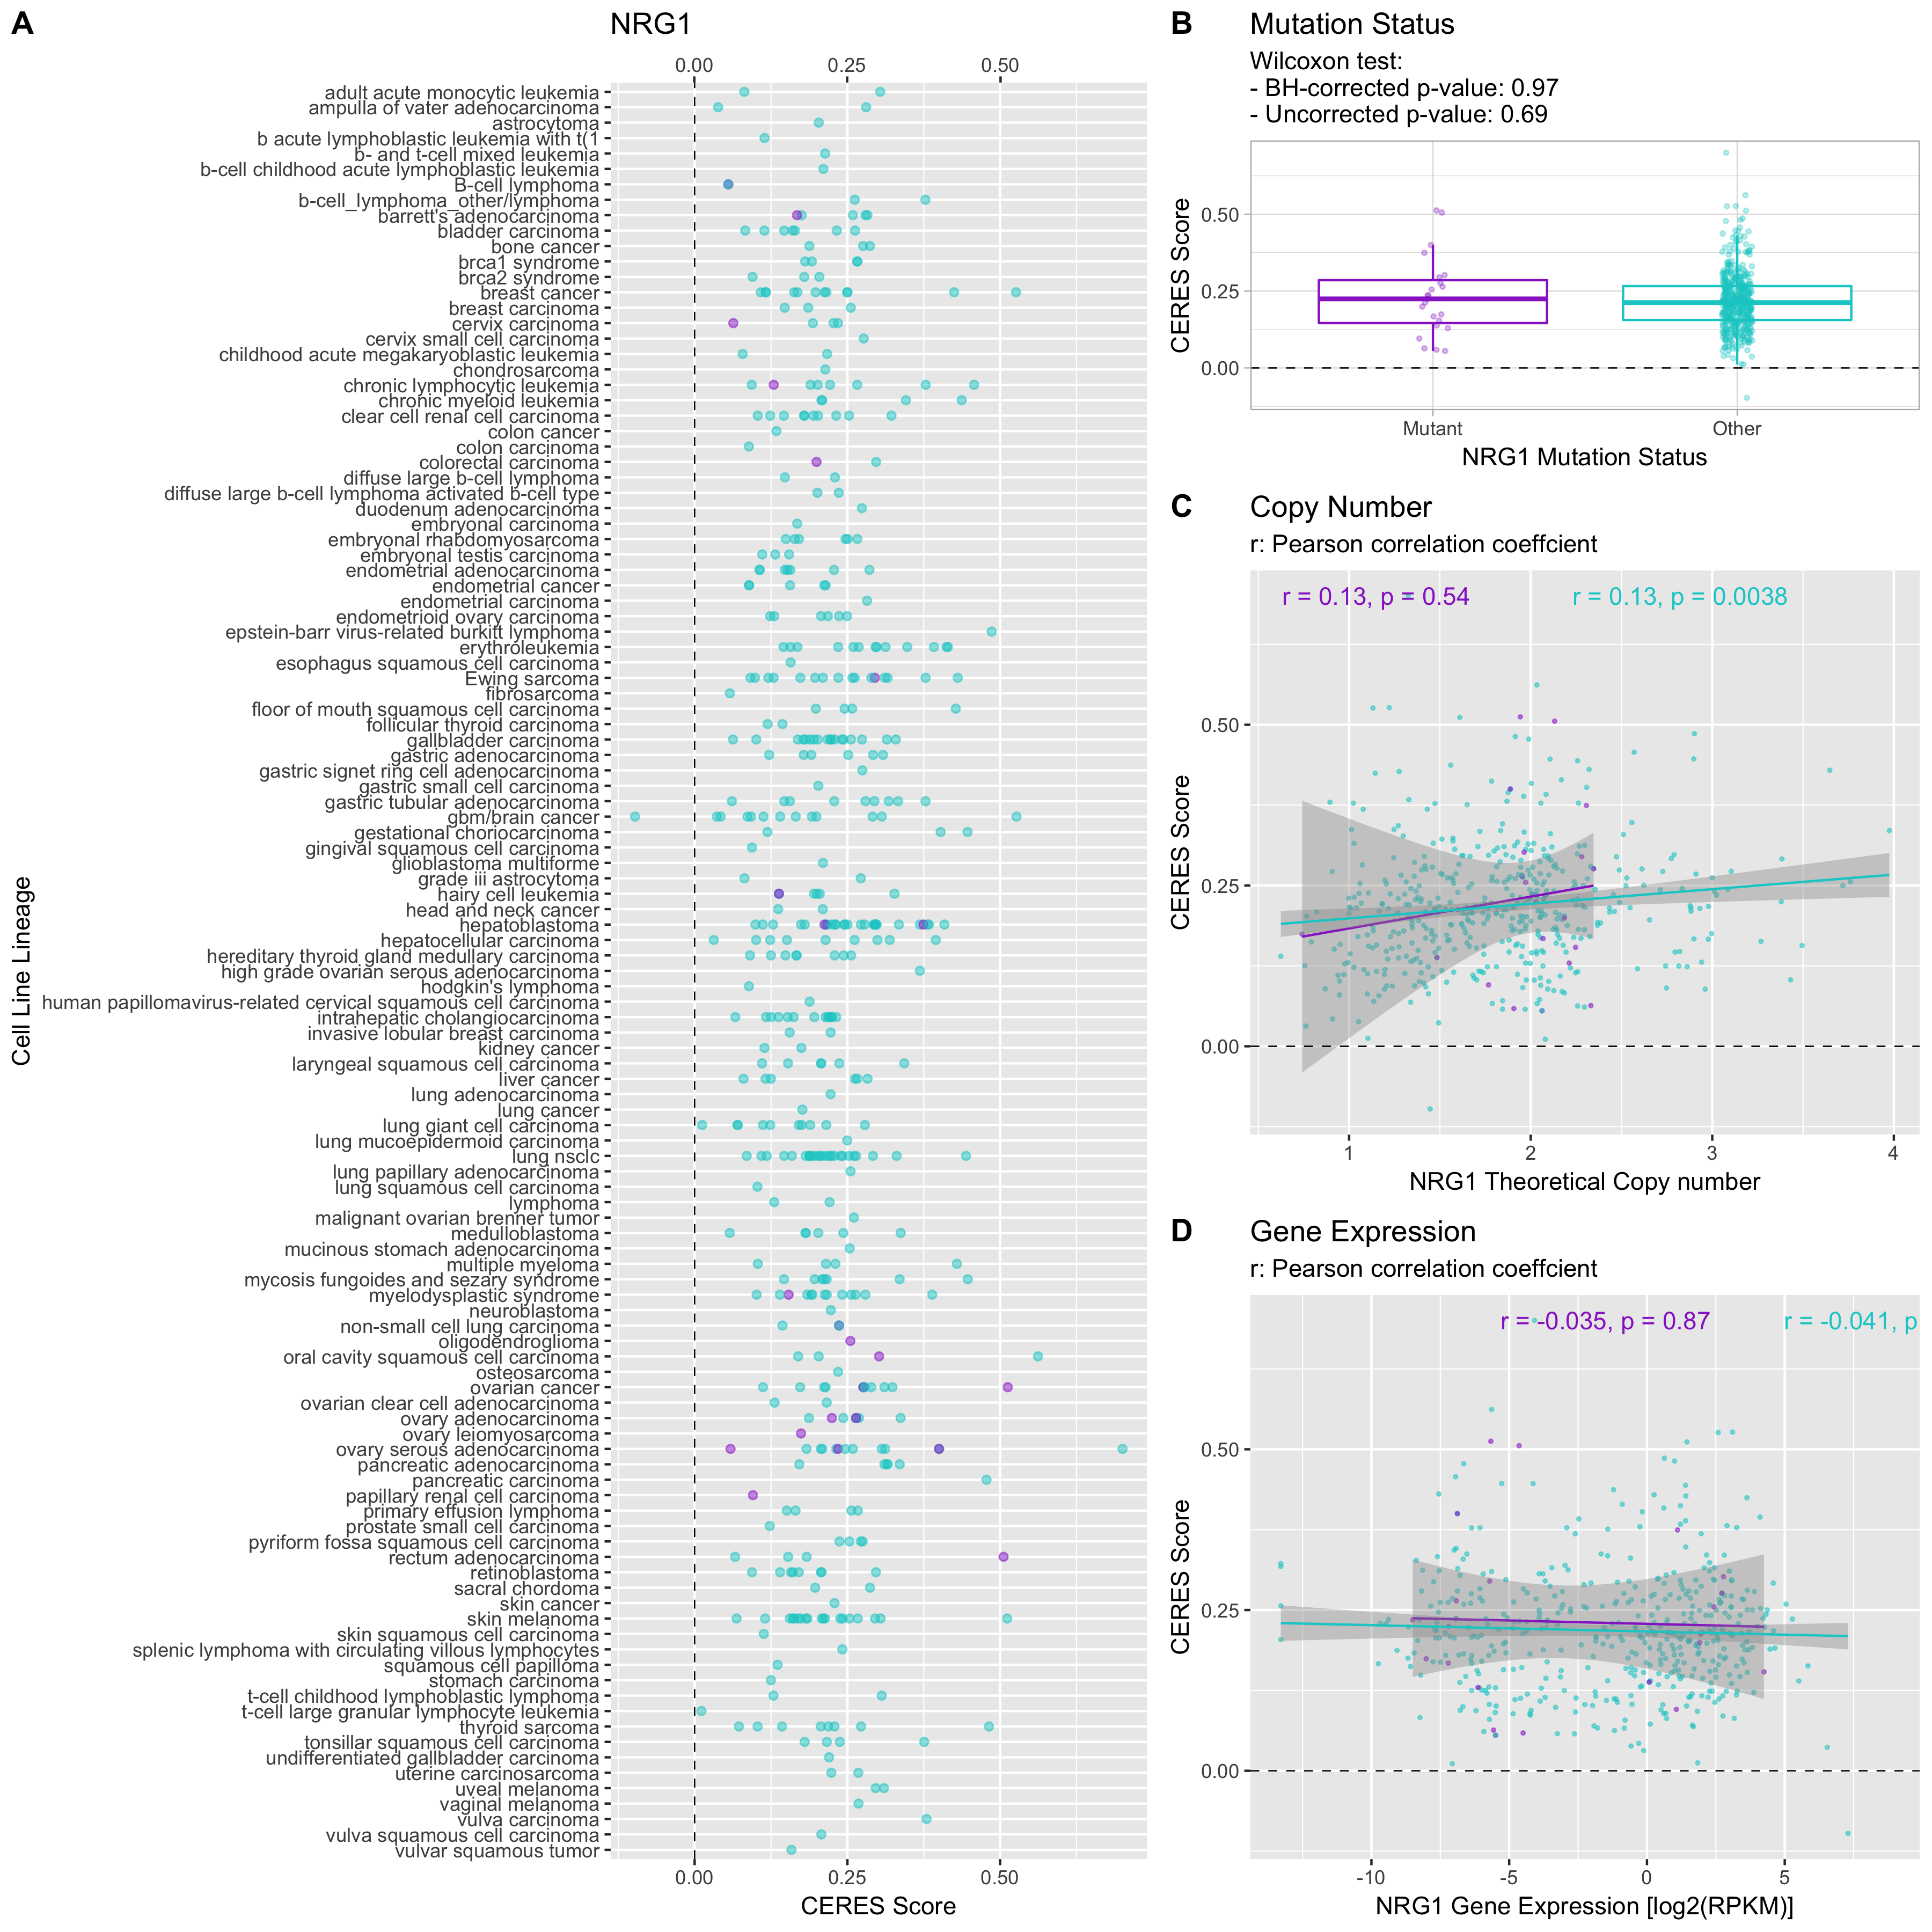 A
NRG1
0.00 0.25 0.50
adult acute monocytic leukemia
ampulla of vater adenocarcinoma
astrocytoma
b acute lymphoblastic leukemia with t(1
b- and t-cell mixed leukemia
b-cell childhood acute lymphoblastic leukemia
B-cell lymphoma
b-cell_lymphoma_other/lymphoma
barrett's adenocarcinoma
bladder carcinoma
bone cancer
brca1 syndrome
brca2 syndrome
breast cancer
breast carcinoma
cervix carcinoma
cervix small cell carcinoma
childhood acute megakaryoblastic leukemia
chondrosarcoma
chronic lymphocytic leukemia
chronic myeloid leukemia
clear cell renal cell carcinoma
colon cancer
colon carcinoma
colorectal carcinoma
diffuse large b-cell lymphoma
diffuse large b-cell lymphoma activated b-cell type
duodenum adenocarcinoma
embryonal carcinoma
embryonal rhabdomyosarcoma
embryonal testis carcinoma
endometrial adenocarcinoma
endometrial cancer
endometrial carcinoma
endometrioid ovary carcinoma
epstein-barr virus-related burkitt lymphoma
erythroleukemia
esophagus squamous cell carcinoma
Ewing sarcoma
fibrosarcoma
floor of mouth squamous cell carcinoma
follicular thyroid carcinoma
gallbladder carcinoma
gastric adenocarcinoma
gastric signet ring cell adenocarcinoma
gastric small cell carcinoma
gastric tubular adenocarcinoma
gbm/brain cancer
gestational choriocarcinoma
gingival squamous cell carcinoma
glioblastoma multiforme
grade iii astrocytoma
hairy cell leukemia
head and neck cancer
hepatoblastoma
hepatocellular carcinoma
hereditary thyroid gland medullary carcinoma
high grade ovarian serous adenocarcinoma
hodgkin's lymphoma
human papillomavirus-related cervical squamous cell carcinoma
intrahepatic cholangiocarcinoma
invasive lobular breast carcinoma
kidney cancer
laryngeal squamous cell carcinoma
liver cancer
lung adenocarcinoma
lung cancer
lung giant cell carcinoma
lung mucoepidermoid carcinoma
lung nsclc
lung papillary adenocarcinoma
lung squamous cell carcinoma
lymphoma
malignant ovarian brenner tumor
medulloblastoma
mucinous stomach adenocarcinoma
multiple myeloma
mycosis fungoides and sezary syndrome
myelodysplastic syndrome
neuroblastoma
non-small cell lung carcinoma
oligodendroglioma
oral cavity squamous cell carcinoma
osteosarcoma
ovarian cancer
ovarian clear cell adenocarcinoma
ovary adenocarcinoma
ovary leiomyosarcoma
ovary serous adenocarcinoma
pancreatic adenocarcinoma
pancreatic carcinoma
papillary renal cell carcinoma
primary effusion lymphoma
prostate small cell carcinoma
pyriform fossa squamous cell carcinoma
rectum adenocarcinoma
retinoblastoma
sacral chordoma
skin cancer
skin melanoma
skin squamous cell carcinoma
splenic lymphoma with circulating villous lymphocytes
squamous cell papilloma
stomach carcinoma
t-cell childhood lymphoblastic lymphoma
t-cell large granular lymphocyte leukemia
thyroid sarcoma
tonsillar squamous cell carcinoma
undifferentiated gallbladder carcinoma
uterine carcinosarcoma
uveal melanoma
vaginal melanoma
vulva carcinoma
vulva squamous cell carcinoma
vulvar squamous tumor
0.00 0.25 0.50
CERES Score
Cell Line Lineage
B
Mutation Status
Wilcoxon test:
- BH-corrected p-value: 0.97
- Uncorrected p-value: 0.69
0.50
0.25
0.00
CERES Score
Mutant Other
NRG1 Mutation Status
C
Copy Number
r: Pearson correlation coeffcient
r = 0.13, p = 0.54 r = 0.13, p = 0.0038
0.50
0.25
0.00
CERES Score
1 2 3 4
NRG1 Theoretical Copy number
D
Gene Expression
r: Pearson correlation coeffcient
r = -0.035, p = 0.87 r = -0.041, p
0.50
0.25
0.00
CERES Score
-10 -5 0 5
NRG1 Gene Expression [log2(RPKM)]